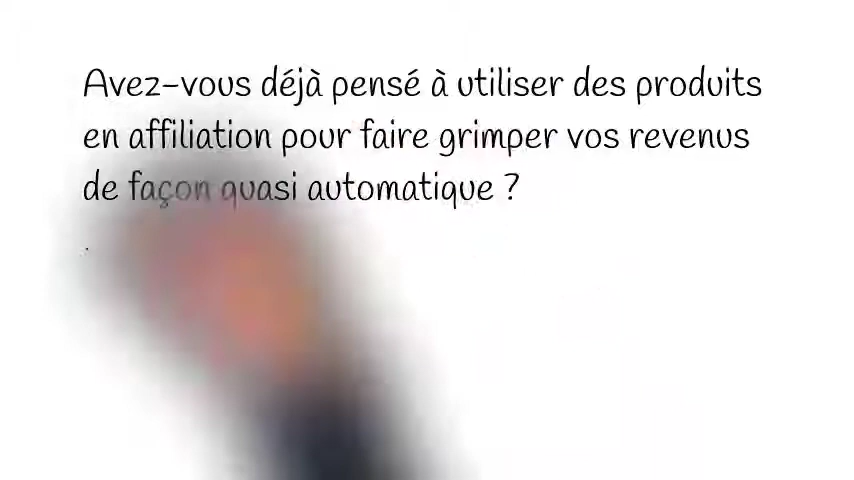 Avez-vous déjà pensé à utiliser des produits
en affiliation pour faire grimper vos revenus
de façon quasi automatique ?